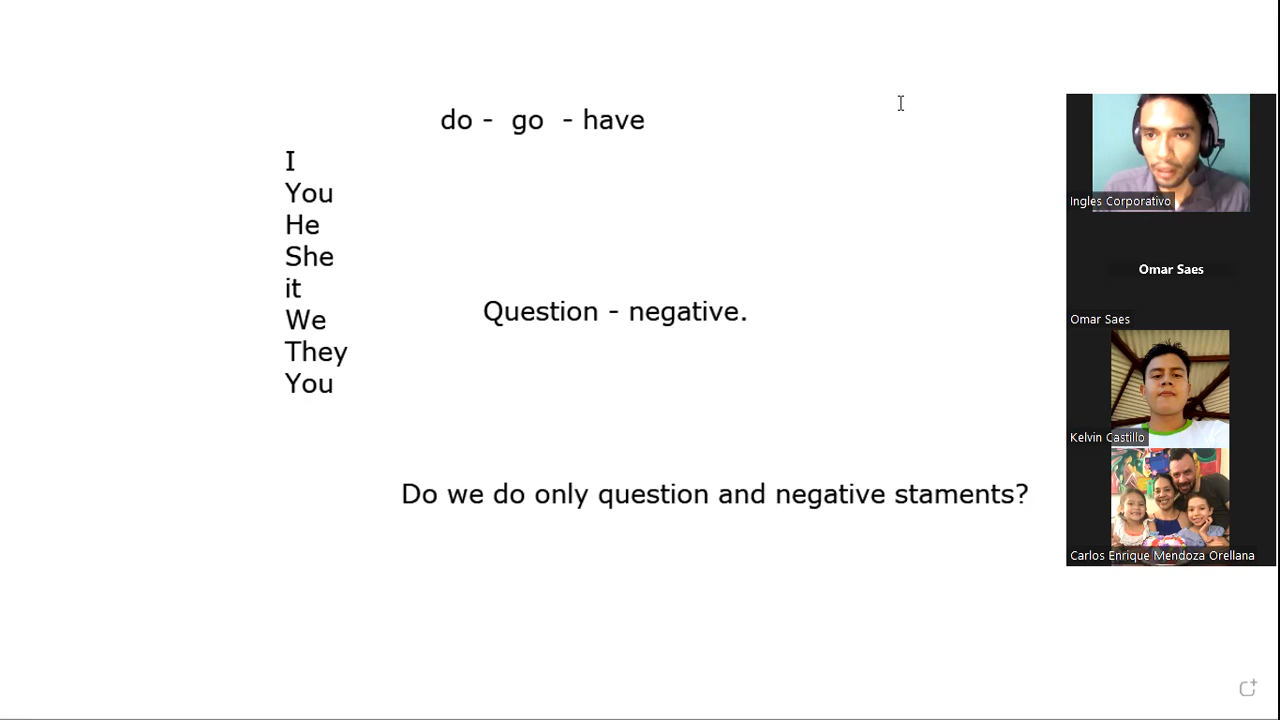 do - go - have
I
You
He
She
it
We
They
You
Question - negative.
Do we do only question and negative staments?
Ingles Corporativo
Omar Saes
Omar Saes
Kelvin Castillo
Carlos Enrique Mendoza Orellana